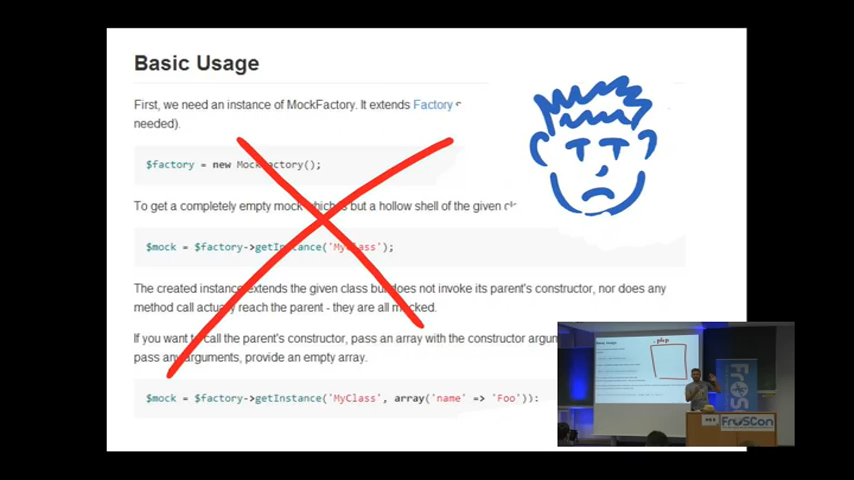 Basic Usage
First, we need an instance of MockFactory. It extends Factory
needed).
$factory = new MockFactory();
To get a completely empty mock which is but a hollow shell of the given
$mock = $factory->getInstance('MyClass');
The created instance extends the given class but does not invoke its parent's constructor, nor does any
method call actually reach the parent - they are all mocked.
If you want to call the parent's constructor, pass an array with the constructor
pass any arguments, provide an empty array.
$mock = $factory->getInstance('MyClass', array('name' => 'Foo'));
.php
Basic Usage
FrOS
FrOSCon